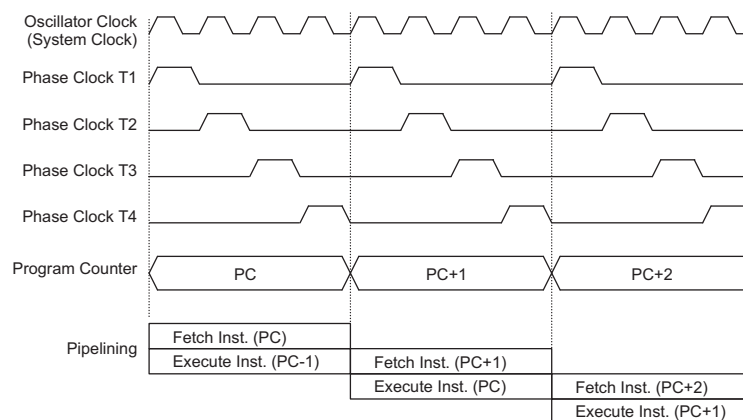 Oscillator Clock
(System Clock)
Phase Clock T1
Phase Clock T2
Phase Clock T3
Phase Clock T4
Program Counter
PC
PC+1
PC+2
Pipelining
Fetch Inst. (PC)
Execute Inst. (PC-1)
Fetch Inst. (PC+1)
Execute Inst. (PC)
Fetch Inst. (PC+2)
Execute Inst. (PC+1)